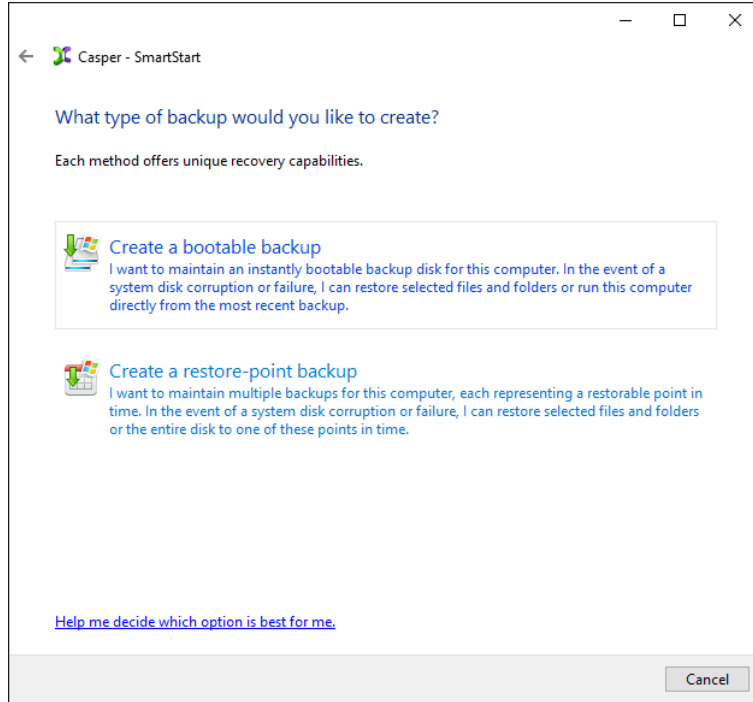 Casper - SmartStart
What type of backup would you like to create?
Each method offers unique recovery capabilities.
Create a bootable backup
I want to maintain an instantly bootable backup disk for this computer. In the event of a
system disk corruption or failure, I can restore selected files and folders or run this computer
directly from the most recent backup.
Create a restore-point backup
I want to maintain multiple backups for this computer, each representing a restorable point in
time. In the event of a system disk corruption or failure, I can restore selected files and folders
or the entire disk to one of these points in time.
Help me decide which option is best for me.
Cancel